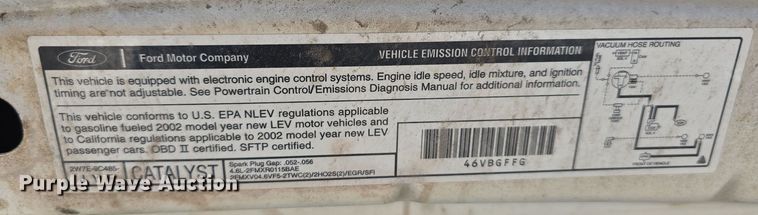 Ford
Ford Motor Company
VEHICLE EMISSION CONTROL INFORMATION
This vehicle is equipped with electronic engine control systems. Engine idle speed, idle mixture, and ignition
timing are not adjustable. See Powertrain Control/Emissions Diagnosis Manual for additional information.
This vehicle conforms to U.S. EPA NLEV regulations applicable
to gasoline fueled 2002 model year new LEV motor vehicles and
to California regulations applicable to 2002 model year new LEV
passenger cars. OBD II certified. SFTP certified.
2W7E-9C485-
CATALYST
Spark Plug Gap: .052-.056
4.6L-2FMXR0115BAE
2FMXV04.6VF5-2TWC(2)/2HO2S(2)/EGR/SFI
46VBGFFG
VACUUM HOSE ROUTING
FRONT OF VEHICLE
Purple Wave Auction